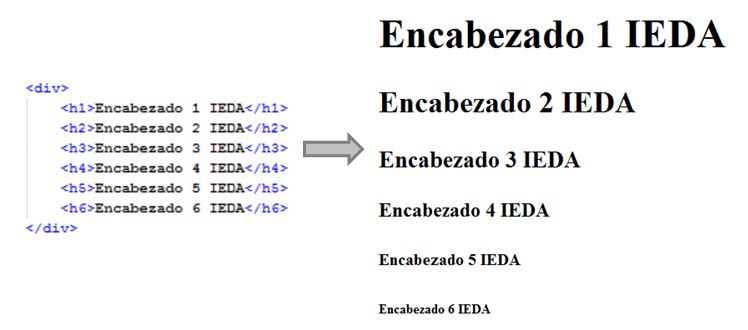 <div>
<h1>Encabezado 1 IEDA</h1>
<h2>Encabezado 2 IEDA</h2>
<h3>Encabezado 3 IEDA</h3>
<h4>Encabezado 4 IEDA</h4>
<h5>Encabezado 5 IEDA</h5>
<h6>Encabezado 6 IEDA</h6>
</div>
Encabezado 1 IEDA
Encabezado 2 IEDA
Encabezado 3 IEDA
Encabezado 4 IEDA
Encabezado 5 IEDA
Encabezado 6 IEDA